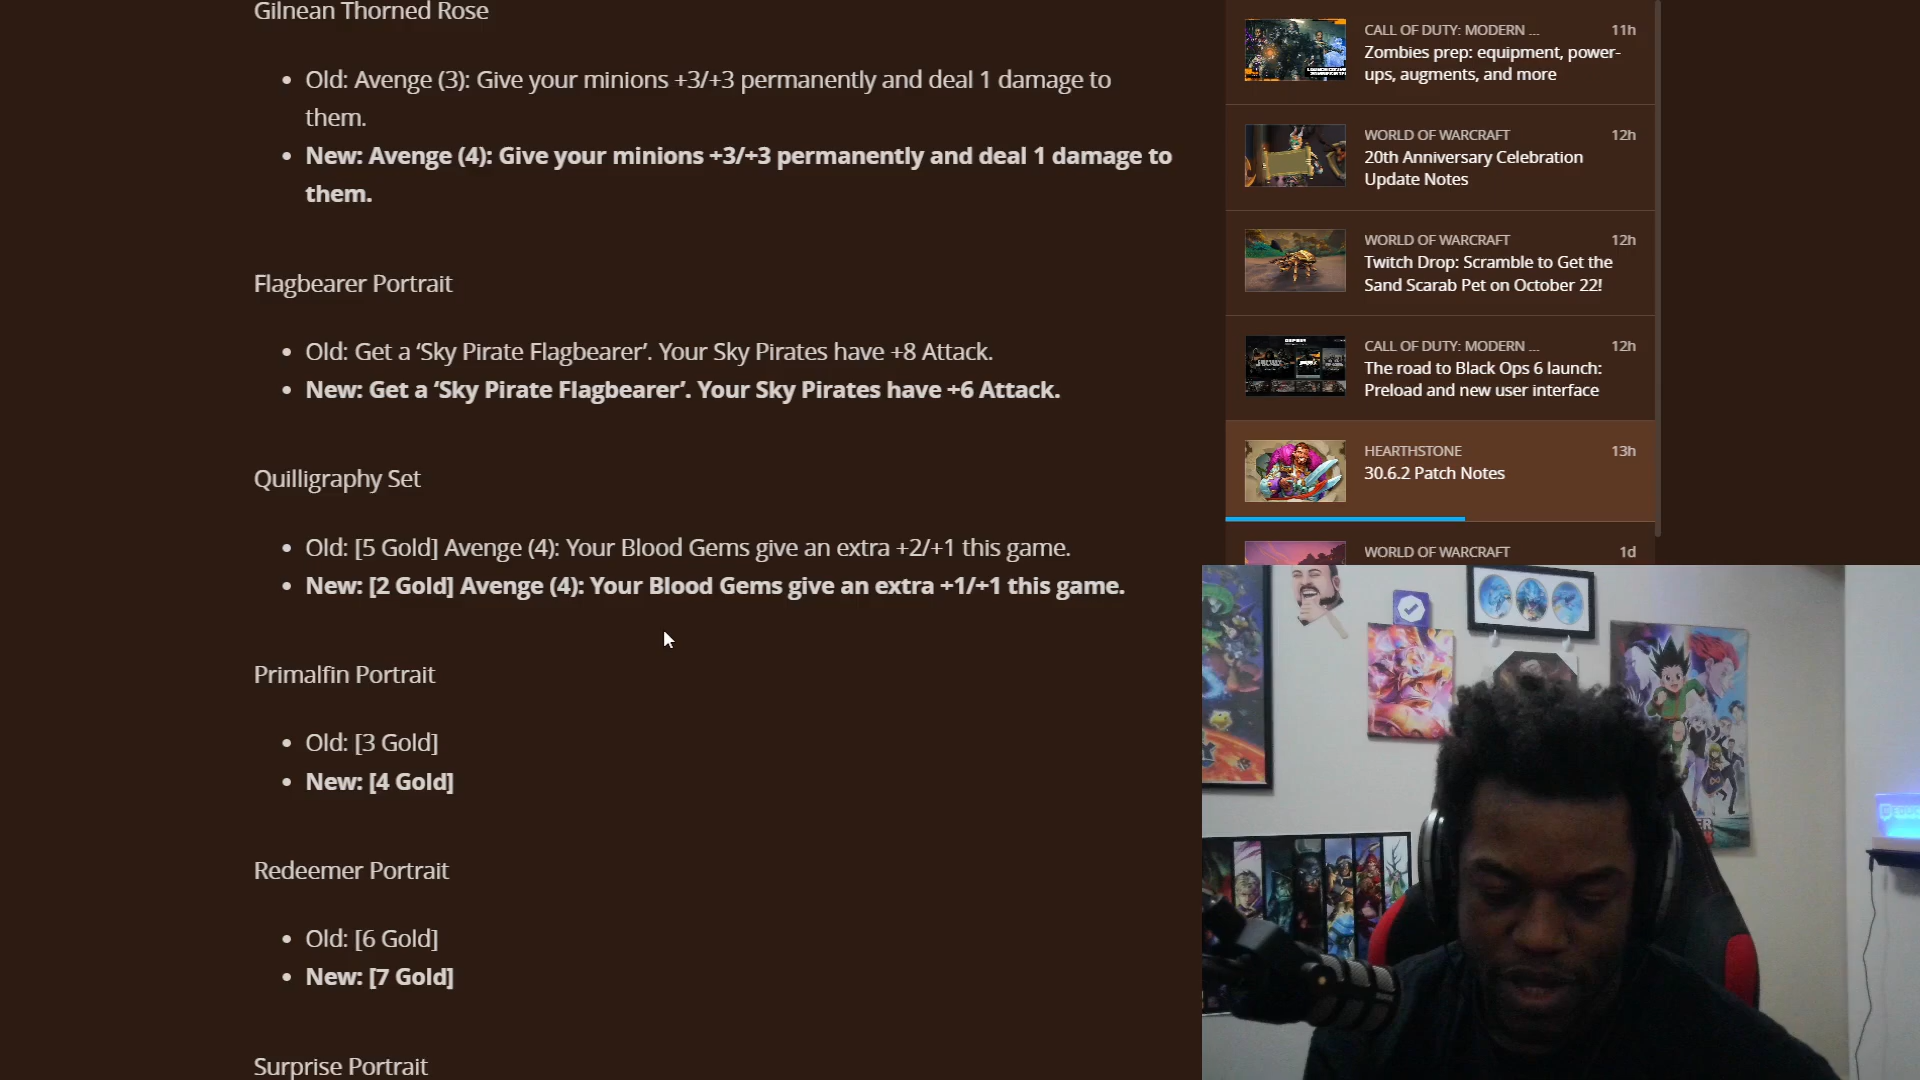 Gilnean Thorned Rose
• Old: Avenge (3): Give your minions +3/+3 permanently and deal 1 damage to
them.
• New: Avenge (4): Give your minions +3/+3 permanently and deal 1 damage to
them.
Flagbearer Portrait
• Old: Get a ‘Sky Pirate Flagbearer’. Your Sky Pirates have +8 Attack.
• New: Get a ‘Sky Pirate Flagbearer’. Your Sky Pirates have +6 Attack.
Quilligraphy Set
• Old: [5 Gold] Avenge (4): Your Blood Gems give an extra +2/+1 this game.
• New: [2 Gold] Avenge (4): Your Blood Gems give an extra +1/+1 this game.
Primalfin Portrait
• Old: [3 Gold]
• New: [4 Gold]
Redeemer Portrait
• Old: [6 Gold]
• New: [7 Gold]
Surprise Portrait
CALL OF DUTY: MODERN ... 11h
Zombies prep: equipment, power-
ups, augments, and more
WORLD OF WARCRAFT 12h
20th Anniversary Celebration
Update Notes
WORLD OF WARCRAFT 12h
Twitch Drop: Scramble to Get the
Sand Scarab Pet on October 22!
CALL OF DUTY: MODERN ... 12h
The road to Black Ops 6 launch:
Preload and new user interface
HEARTHSTONE 13h
30.6.2 Patch Notes
WORLD OF WARCRAFT 1d